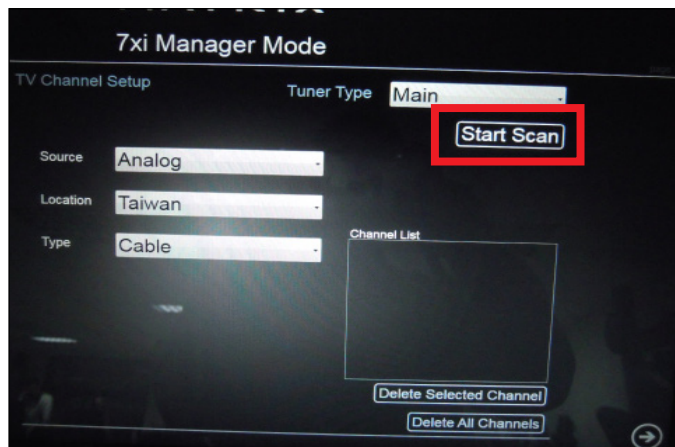 7xi Manager Mode
TV Channel Setup
Tuner Type Main
Start Scan
Source Analog
Location Taiwan
Type Cable
Channel List
Delete Selected Channel
Delete All Channels